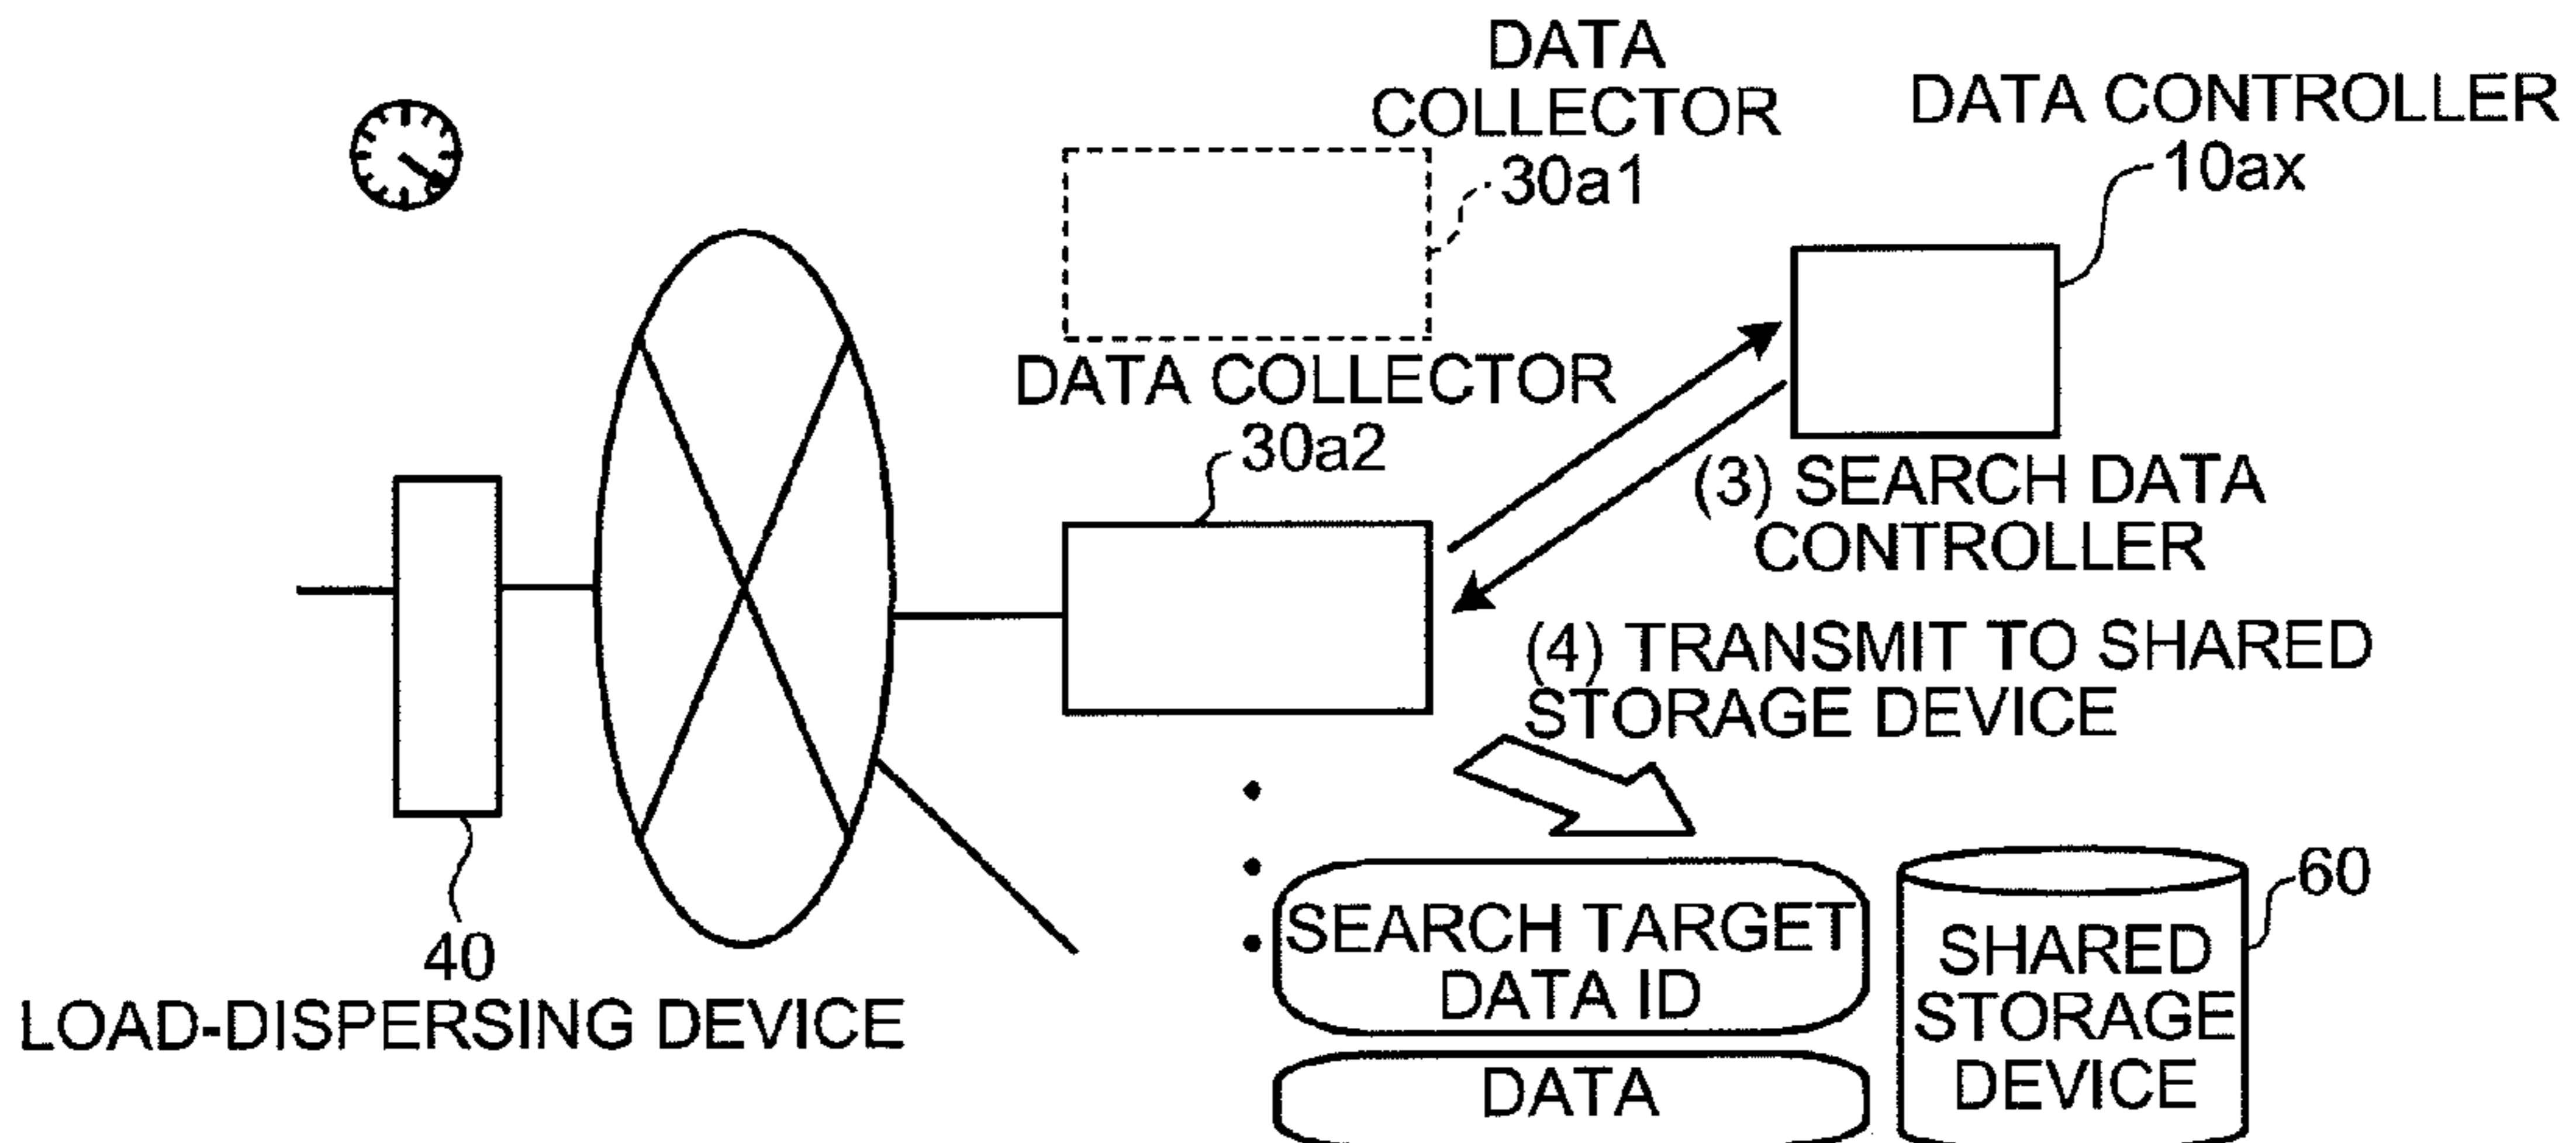 DATA
COLLECTOR
30a1
DATA CONTROLLER
10ax
DATA COLLECTOR
30a2
(3) SEARCH DATA
CONTROLLER
(4) TRANSMIT TO SHARED
STORAGE DEVICE
40
LOAD-DISPERSING DEVICE
SEARCH TARGET
DATA ID
DATA
60
SHARED
STORAGE
DEVICE